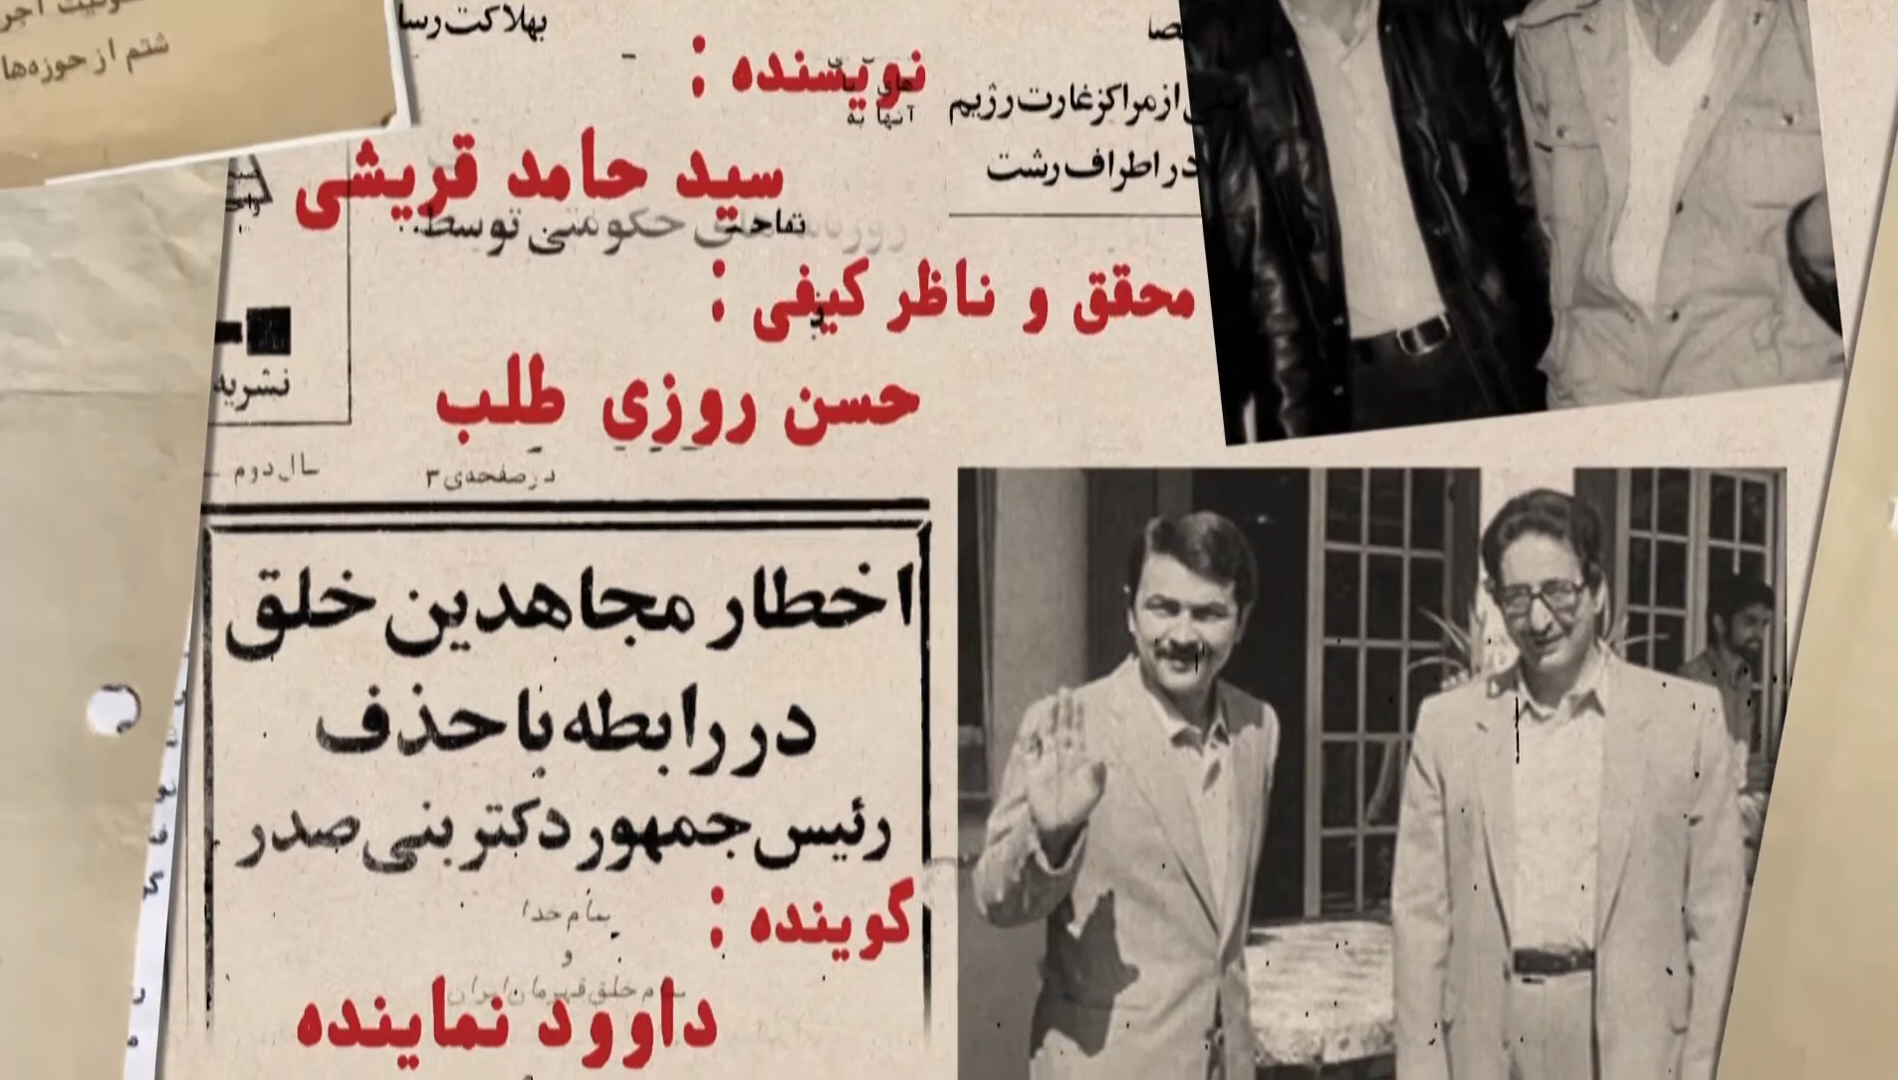 شتم از حوزه‌ها
بهلاکت رسا
نویسنده :
آنها به
از مراکز غارت رژیم
در اطراف رشت
سید حامد قریشی
حکومتی توسط
محقق و ناظر کیفی :
نشریه
حسن روزی طلب
سال دوم
در صفحه‌ی ۳
اخطار مجاهدین خلق
در رابطه با حذف
رئیس جمهور دکتر بنی صدر
گوینده :
بنام خدا
و
بنام خلق قهرمان ایران
داوود نماینده